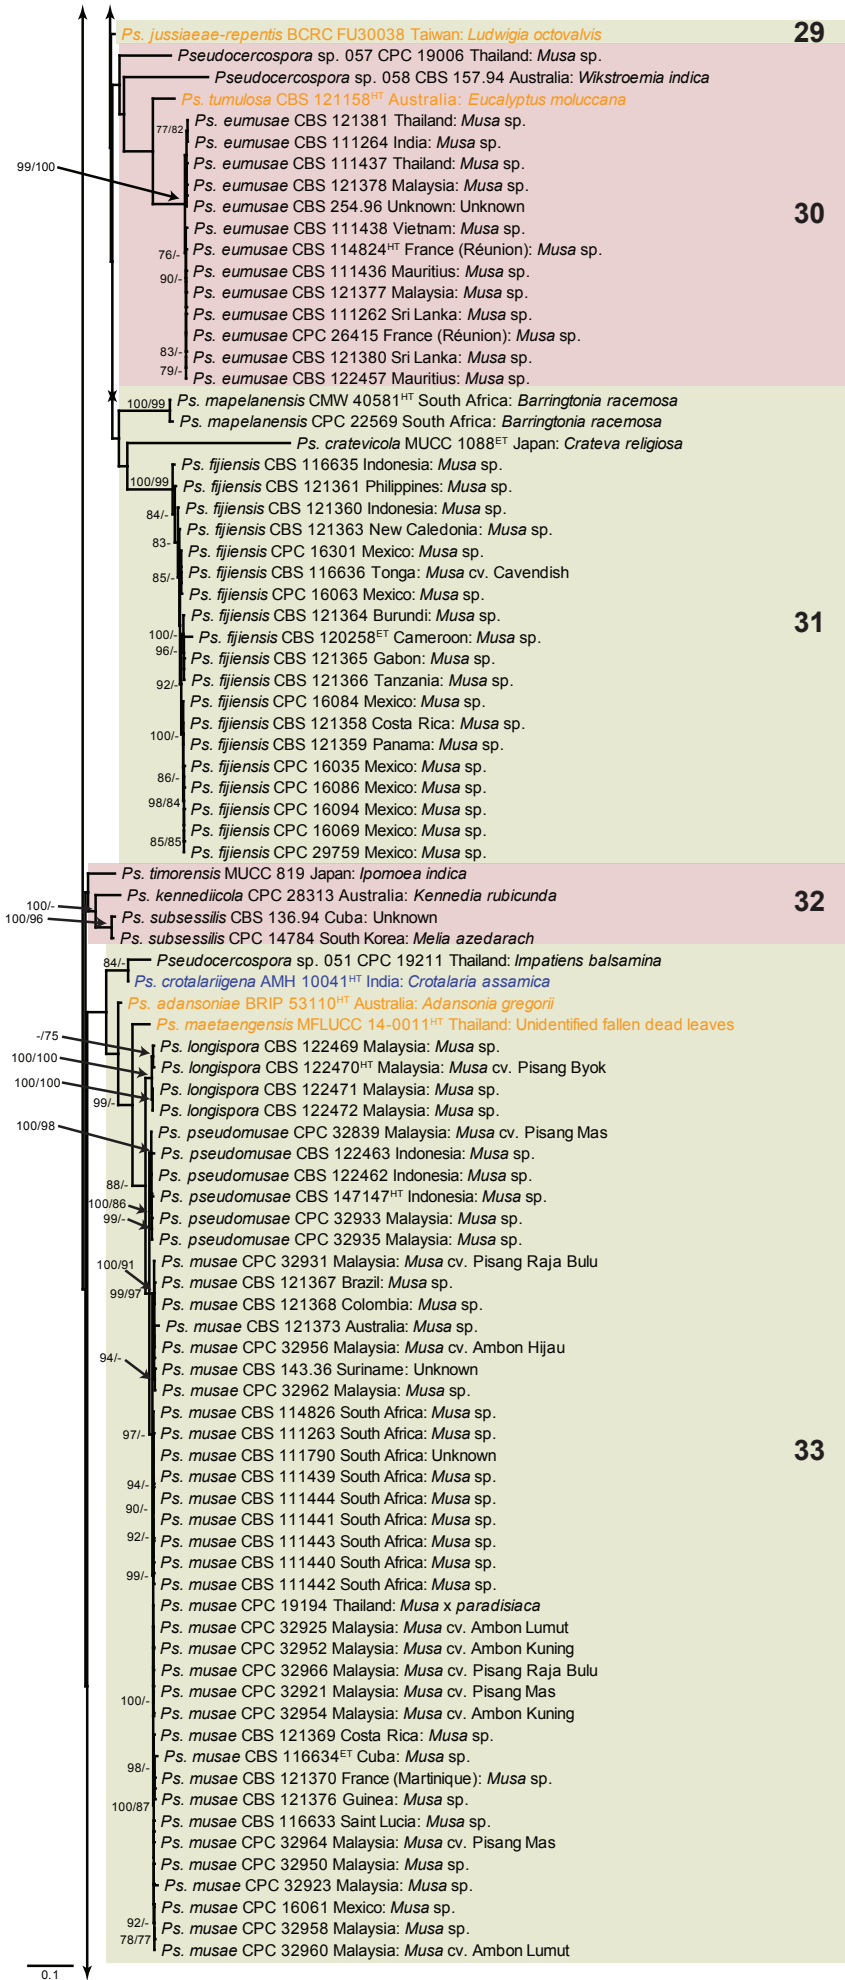 Ps. jussiaeae-repentis BCRC FU30038 Taiwan: Ludwigia octovalvis
29
Pseudocercospora sp. 057 CPC 19006 Thailand: Musa sp.
Pseudocercospora sp. 058 CBS 157.94 Australia: Wikstroemia indica
Ps. tumulosa CBS 121158HT Australia: Eucalyptus moluccana
77/82
Ps. eumusae CBS 121381 Thailand: Musa sp.
Ps. eumusae CBS 111264 India: Musa sp.
99/100
Ps. eumusae CBS 111437 Thailand: Musa sp.
Ps. eumusae CBS 121378 Malaysia: Musa sp.
Ps. eumusae CBS 254.96 Unknown: Unknown
30
Ps. eumusae CBS 111438 Vietnam: Musa sp.
76/-
Ps. eumusae CBS 114824HT France (Réunion): Musa sp.
90/-
Ps. eumusae CBS 111436 Mauritius: Musa sp.
Ps. eumusae CBS 121377 Malaysia: Musa sp.
Ps. eumusae CBS 111262 Sri Lanka: Musa sp.
Ps. eumusae CPC 26415 France (Réunion): Musa sp.
83/-
Ps. eumusae CBS 121380 Sri Lanka: Musa sp.
79/-
Ps. eumusae CBS 122457 Mauritius: Musa sp.
100/99
Ps. mapelanensis CMW 40581HT South Africa: Barringtonia racemosa
Ps. mapelanensis CPC 22569 South Africa: Barringtonia racemosa
Ps. cratevicola MUCC 1088ET Japan: Crateva religiosa
Ps. fijiensis CBS 116635 Indonesia: Musa sp.
100/99
Ps. fijiensis CBS 121361 Philippines: Musa sp.
84/-
Ps. fijiensis CBS 121360 Indonesia: Musa sp.
Ps. fijiensis CBS 121363 New Caledonia: Musa sp.
83-
Ps. fijiensis CPC 16301 Mexico: Musa sp.
85/-
Ps. fijiensis CBS 116636 Tonga: Musa cv. Cavendish
Ps. fijiensis CPC 16063 Mexico: Musa sp.
Ps. fijiensis CBS 121364 Burundi: Musa sp.
31
100/-
Ps. fijiensis CBS 120258ET Cameroon: Musa sp.
96/-
Ps. fijiensis CBS 121365 Gabon: Musa sp.
92/-
Ps. fijiensis CBS 121366 Tanzania: Musa sp.
Ps. fijiensis CPC 16084 Mexico: Musa sp.
Ps. fijiensis CBS 121358 Costa Rica: Musa sp.
100/-
Ps. fijiensis CBS 121359 Panama: Musa sp.
Ps. fijiensis CPC 16035 Mexico: Musa sp.
86/-
Ps. fijiensis CPC 16086 Mexico: Musa sp.
98/84
Ps. fijiensis CPC 16094 Mexico: Musa sp.
Ps. fijiensis CPC 16069 Mexico: Musa sp.
85/85
Ps. fijiensis CPC 29759 Mexico: Musa sp.
Ps. timorensis MUCC 819 Japan: Ipomoea indica
Ps. kennediicola CPC 28313 Australia: Kennedia rubicunda
32
100/-
100/96
Ps. subsessilis CBS 136.94 Cuba: Unknown
Ps. subsessilis CPC 14784 South Korea: Melia azedarach
84/-
Pseudocercospora sp. 051 CPC 19211 Thailand: Impatiens balsamina
Ps. crotalariigena AMH 10041HT India: Crotalaria assamica
Ps. adansoniae BRIP 53110HT Australia: Adansonia gregorii
Ps. maetaengensis MFLUCC 14-0011HT Thailand: Unidentified fallen dead leaves
-/75
Ps. longispora CBS 122469 Malaysia: Musa sp.
100/100
Ps. longispora CBS 122470HT Malaysia: Musa cv. Pisang Byok
100/100
Ps. longispora CBS 122471 Malaysia: Musa sp.
99/-
Ps. longispora CBS 122472 Malaysia: Musa sp.
100/98
Ps. pseudomusae CPC 32839 Malaysia: Musa cv. Pisang Mas
Ps. pseudomusae CBS 122463 Indonesia: Musa sp.
Ps. pseudomusae CBS 122462 Indonesia: Musa sp.
88/-
Ps. pseudomusae CBS 147147HT Indonesia: Musa sp.
100/86
99/-
Ps. pseudomusae CPC 32933 Malaysia: Musa sp.
Ps. pseudomusae CPC 32935 Malaysia: Musa sp.
100/91
Ps. musae CPC 32931 Malaysia: Musa cv. Pisang Raja Bulu
99/97
Ps. musae CBS 121367 Brazil: Musa sp.
Ps. musae CBS 121368 Colombia: Musa sp.
Ps. musae CBS 121373 Australia: Musa sp.
Ps. musae CPC 32956 Malaysia: Musa cv. Ambon Hijau
94/-
Ps. musae CBS 143.36 Suriname: Unknown
Ps. musae CPC 32962 Malaysia: Musa sp.
Ps. musae CBS 114826 South Africa: Musa sp.
97/-
Ps. musae CBS 111263 South Africa: Musa sp.
33
Ps. musae CBS 111790 South Africa: Unknown
Ps. musae CBS 111439 South Africa: Musa sp.
94/-
Ps. musae CBS 111444 South Africa: Musa sp.
90/-
Ps. musae CBS 111441 South Africa: Musa sp.
92/-
Ps. musae CBS 111443 South Africa: Musa sp.
Ps. musae CBS 111440 South Africa: Musa sp.
99/-
Ps. musae CBS 111442 South Africa: Musa sp.
Ps. musae CPC 19194 Thailand: Musa x paradisiaca
Ps. musae CPC 32925 Malaysia: Musa cv. Ambon Lumut
Ps. musae CPC 32952 Malaysia: Musa cv. Ambon Kuning
Ps. musae CPC 32966 Malaysia: Musa cv. Pisang Raja Bulu
Ps. musae CPC 32921 Malaysia: Musa cv. Pisang Mas
100/-
Ps. musae CPC 32954 Malaysia: Musa cv. Ambon Kuning
Ps. musae CBS 121369 Costa Rica: Musa sp.
Ps. musae CBS 116634ET Cuba: Musa sp.
98/-
Ps. musae CBS 121370 France (Martinique): Musa sp.
Ps. musae CBS 121376 Guinea: Musa sp.
100/87
Ps. musae CBS 116633 Saint Lucia: Musa sp.
Ps. musae CPC 32964 Malaysia: Musa cv. Pisang Mas
Ps. musae CPC 32950 Malaysia: Musa sp.
Ps. musae CPC 32923 Malaysia: Musa sp.
Ps. musae CPC 16061 Mexico: Musa sp.
92/-
Ps. musae CPC 32958 Malaysia: Musa sp.
78/77
Ps. musae CPC 32960 Malaysia: Musa cv. Ambon Lumut
0.1